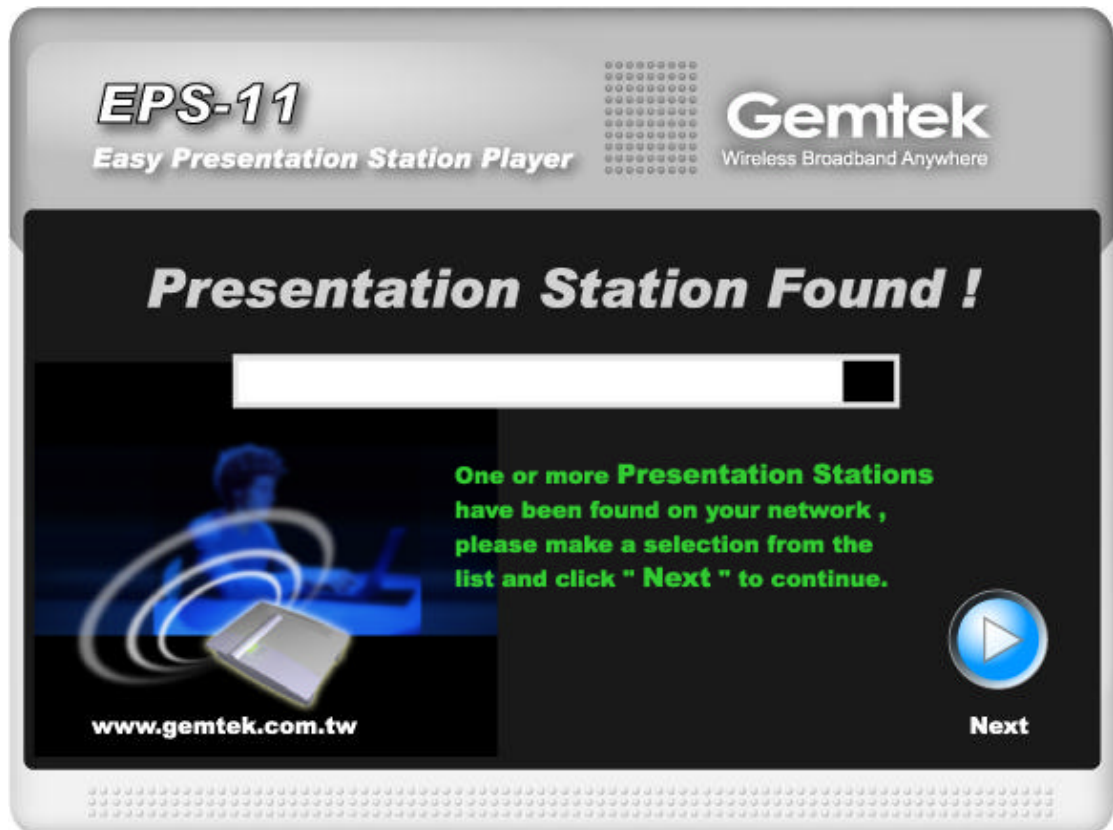 EPS-11
Easy Presentation Station Player
Gemtek
Wireless Broadband Anywhere
Presentation Station Found !
One or more Presentation Stations
have been found on your network ,
please make a selection from the
list and click " Next " to continue.
www.gemtek.com.tw
Next